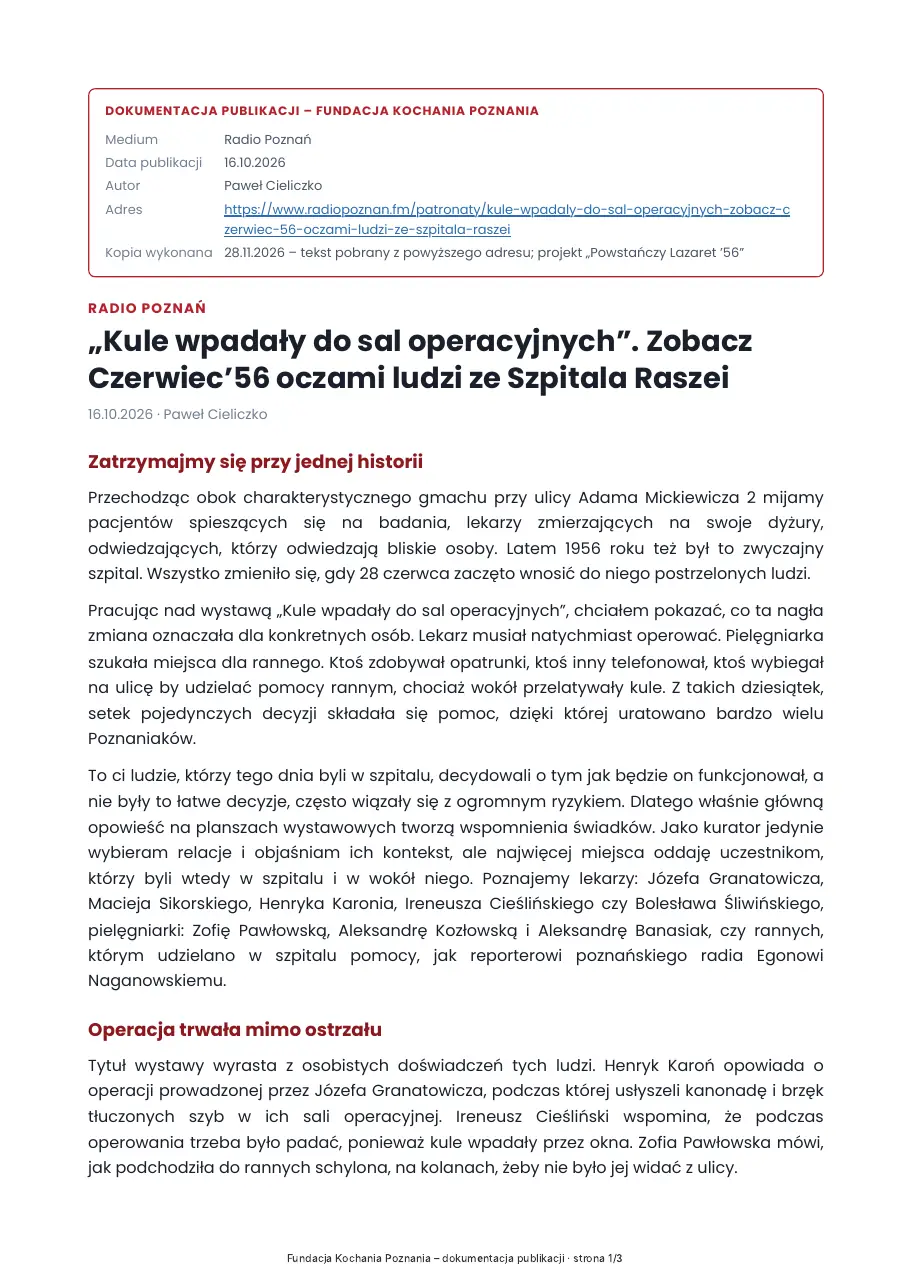 DOKUMENTACJA PUBLIKACJI – FUNDACJA KOCHANIA POZNANIA
Medium Radio Poznań
Data publikacji 16.10.2026
Autor Paweł Cieliczko
Adres https://www.radiopoznan.fm/patronaty/kule-wpadaly-do-sal-operacyjnych-zobacz-c
zerwiec-56-oczami-ludzi-ze-szpitala-raszei
Kopia wykonana 28.11.2026 – tekst pobrany z powyższego adresu; projekt „Powstańczy Lazaret ’56”
RADIO POZNAŃ
„Kule wpadały do sal operacyjnych”. Zobacz
Czerwiec’56 oczami ludzi ze Szpitala Raszei
16.10.2026 · Paweł Cieliczko
Zatrzymajmy się przy jednej historii
Przechodząc obok charakterystycznego gmachu przy ulicy Adama Mickiewicza 2 mijamy
pacjentów spieszących się na badania, lekarzy zmierzających na swoje dyżury,
odwiedzających, którzy odwiedzają bliskie osoby. Latem 1956 roku też był to zwyczajny
szpital. Wszystko zmieniło się, gdy 28 czerwca zaczęto wnosić do niego postrzelonych ludzi.
Pracując nad wystawą „Kule wpadały do sal operacyjnych”, chciałem pokazać, co ta nagła
zmiana oznaczała dla konkretnych osób. Lekarz musiał natychmiast operować. Pielęgniarka
szukała miejsca dla rannego. Ktoś zdobywał opatrunki, ktoś inny telefonował, ktoś wybiegał
na ulicę by udzielać pomocy rannym, chociaż wokół przelatywały kule. Z takich dziesiątek,
setek pojedynczych decyzji składała się pomoc, dzięki której uratowano bardzo wielu
Poznaniaków.
To ci ludzie, którzy tego dnia byli w szpitalu, decydowali o tym jak będzie on funkcjonował, a
nie były to łatwe decyzje, często wiązały się z ogromnym ryzykiem. Dlatego właśnie główną
opowieść na planszach wystawowych tworzą wspomnienia świadków. Jako kurator jedynie
wybieram relacje i objaśniam ich kontekst, ale najwięcej miejsca oddaję uczestnikom,
którzy byli wtedy w szpitalu i w wokół niego. Poznajemy lekarzy: Józefa Granatowicza,
Macieja Sikorskiego, Henryka Karonia, Ireneusza Cieślińskiego czy Bolesława Śliwińskiego,
pielęgniarki: Zofię Pawłowską, Aleksandrę Kozłowską i Aleksandrę Banasiak, czy rannych,
którym udzielano w szpitalu pomocy, jak reporterowi poznańskiego radia Egonowi
Naganowskiemu.
Operacja trwała mimo ostrzału
Tytuł wystawy wyrasta z osobistych doświadczeń tych ludzi. Henryk Karoń opowiada o
operacji prowadzonej przez Józefa Granatowicza, podczas której usłyszeli kanonadę i brzęk
tłuczonych szyb w ich sali operacyjnej. Ireneusz Cieśliński wspomina, że podczas
operowania trzeba było padać, ponieważ kule wpadały przez okna. Zofia Pawłowska mówi,
jak podchodziła do rannych schylona, na kolanach, żeby nie było jej widać z ulicy.
Fundacja Kochania Poznania – dokumentacja publikacji · strona 1/3